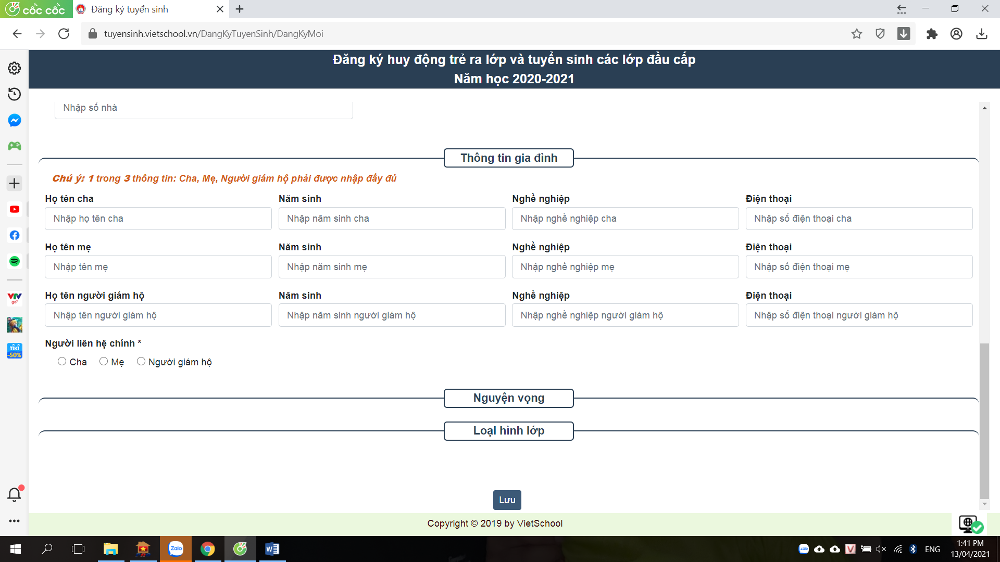 cốc cốc
Đăng ký tuyển sinh
tuyensinh.vietschool.vn/DangKyTuyenSinh/DangKyMoi
Đăng ký huy động trẻ ra lớp và tuyển sinh các lớp đầu cấp
Năm học 2020-2021
Nhập số nhà
Thông tin gia đình
Chú ý: 1 trong 3 thông tin: Cha, Mẹ, Người giám hộ phải được nhập đầy đủ
Họ tên cha Năm sinh Nghề nghiệp Điện thoại
Nhập họ tên cha Nhập năm sinh cha Nhập nghề nghiệp cha Nhập số điện thoại cha
Họ tên mẹ Năm sinh Nghề nghiệp Điện thoại
Nhập tên mẹ Nhập năm sinh mẹ Nhập nghề nghiệp mẹ Nhập số điện thoại mẹ
Họ tên người giám hộ Năm sinh Nghề nghiệp Điện thoại
Nhập tên người giám hộ Nhập năm sinh người giám hộ Nhập nghề nghiệp người giám hộ Nhập số điện thoại người giám hộ
Người liên hệ chính *
Cha Mẹ Người giám hộ
Nguyện vọng
Loại hình lớp
Lưu
Copyright © 2019 by VietSchool
VTV
go
TIKI
-50%
Zalo
ENG
1:41 PM
13/04/2021